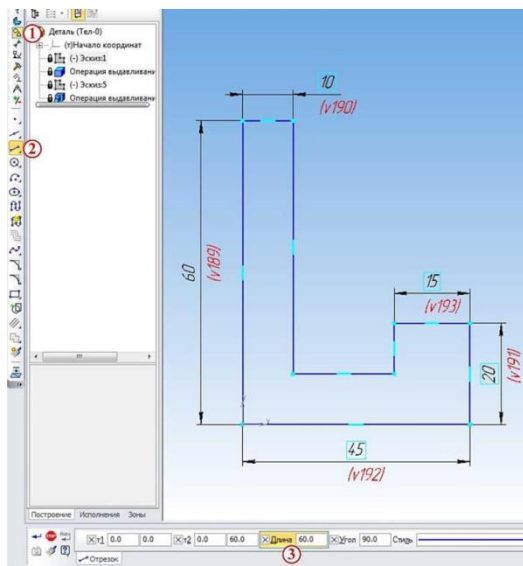 Деталь (Тел-0)
(т)Начало координат
(-) Эскиз:1
Операция выдавливани
(-) Эскиз:5
Операция выдавливани
1
2
10
(v190)
60
(v189)
15
(v193)
20
(v191)
45
(v192)
Построение Исполнения Зоны
т1 0.0 0.0 т2 0.0 60.0 Длина 60.0 Угол 90.0 Стиль
3
Отрезок